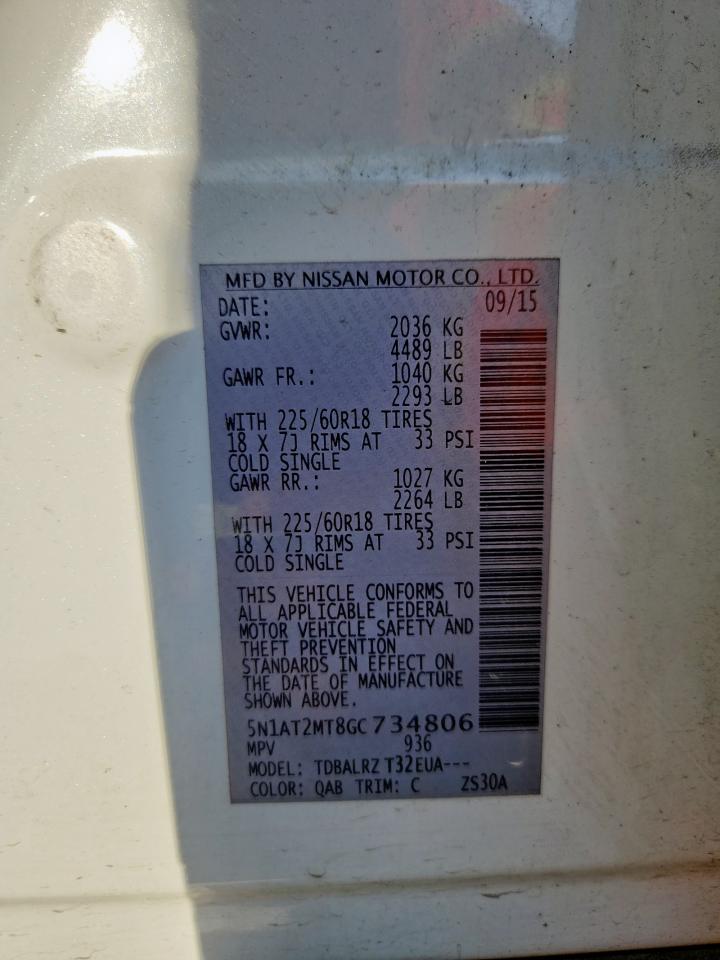 MFD BY NISSAN MOTOR CO., LTD.
DATE: 09/15
GVWR: 2036 KG
4489 LB
GAWR FR.: 1040 KG
2293 LB
WITH 225/60R18 TIRES
18 X 7J RIMS AT 33 PSI
COLD SINGLE
GAWR RR.: 1027 KG
2264 LB
WITH 225/60R18 TIRES
18 X 7J RIMS AT 33 PSI
COLD SINGLE
THIS VEHICLE CONFORMS TO
ALL APPLICABLE FEDERAL
MOTOR VEHICLE SAFETY AND
THEFT PREVENTION
STANDARDS IN EFFECT ON
THE DATE OF MANUFACTURE
SHOWN ABOVE.
5N1AT2MT8GC734806
MPV 936
MODEL: TDBALRZ T32EUA---
COLOR: QAB TRIM: C ZS30A